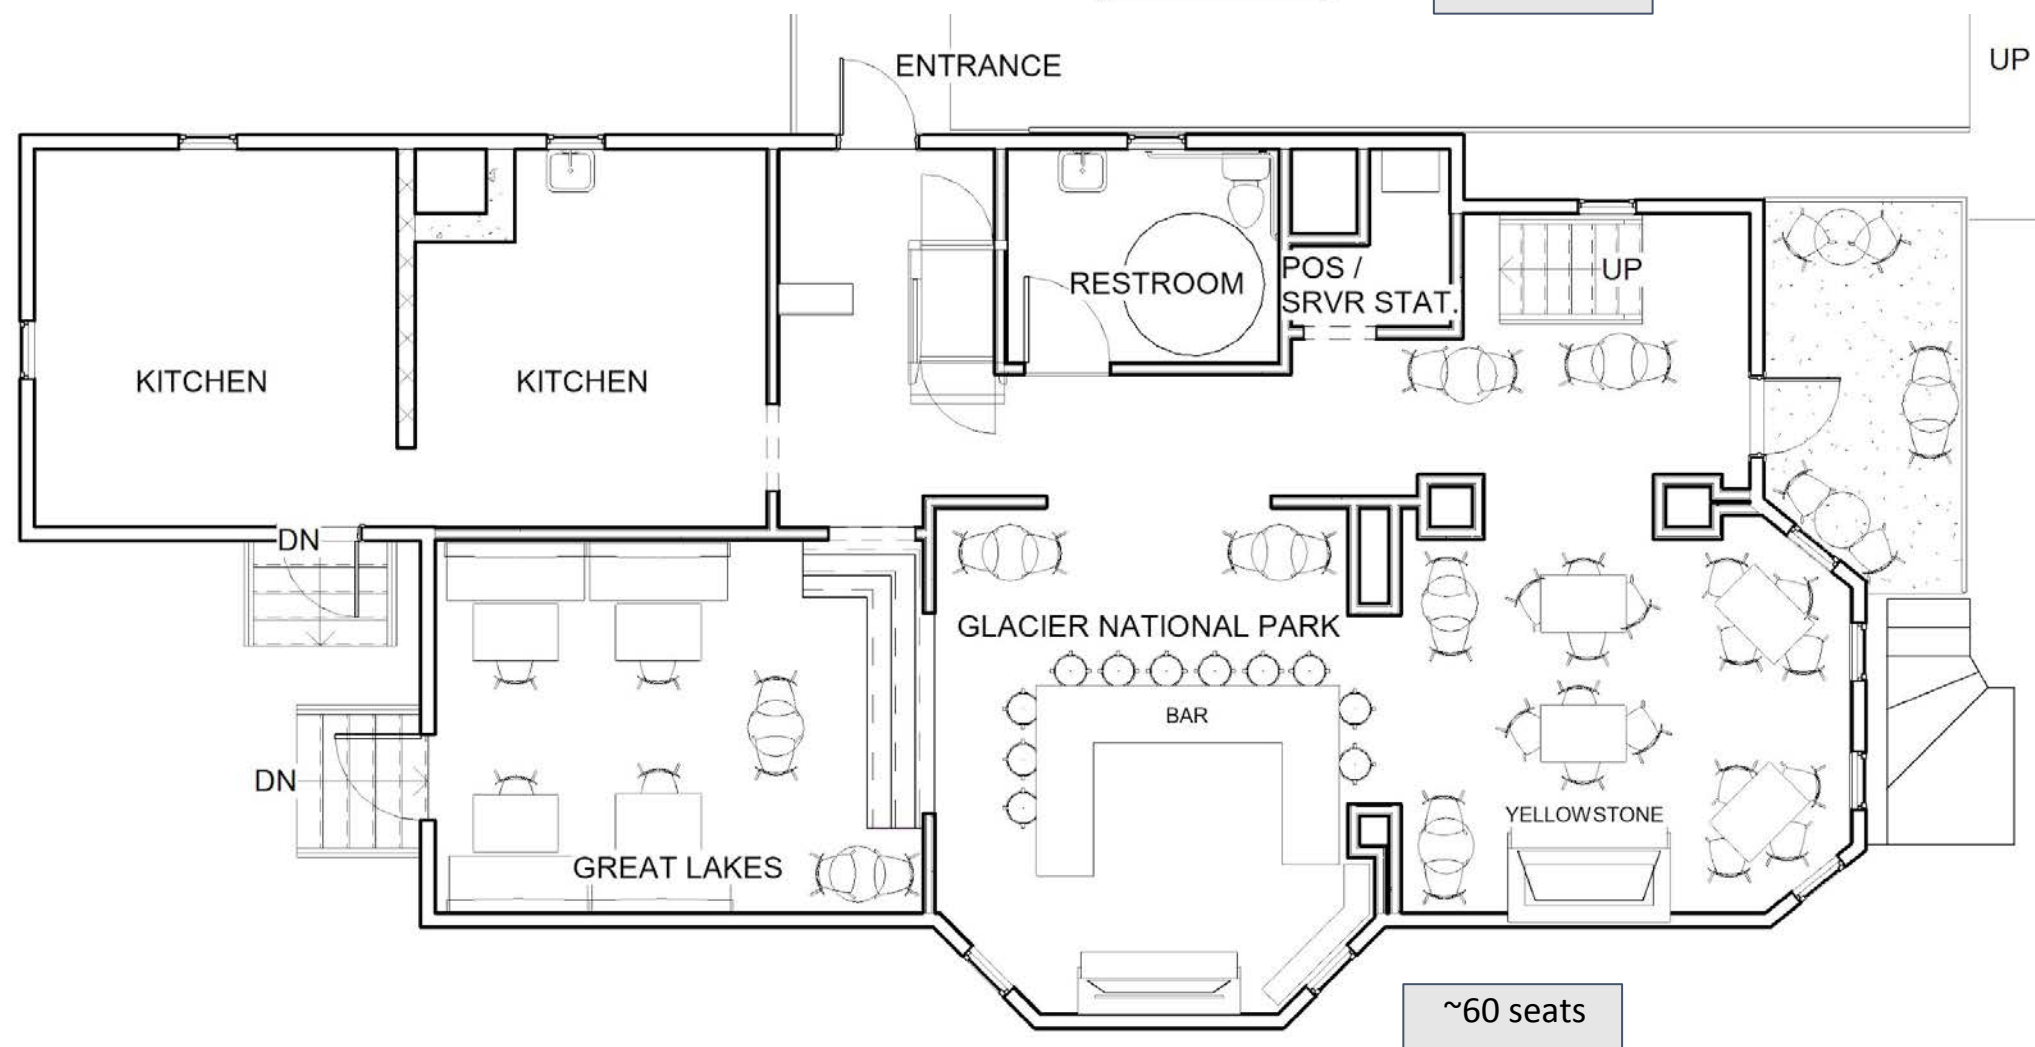 ENTRANCE
UP
RESTROOM
POS /
SRVR STAT.
UP
KITCHEN
KITCHEN
DN
GLACIER NATIONAL PARK
BAR
DN
YELLOWSTONE
GREAT LAKES
~60 seats